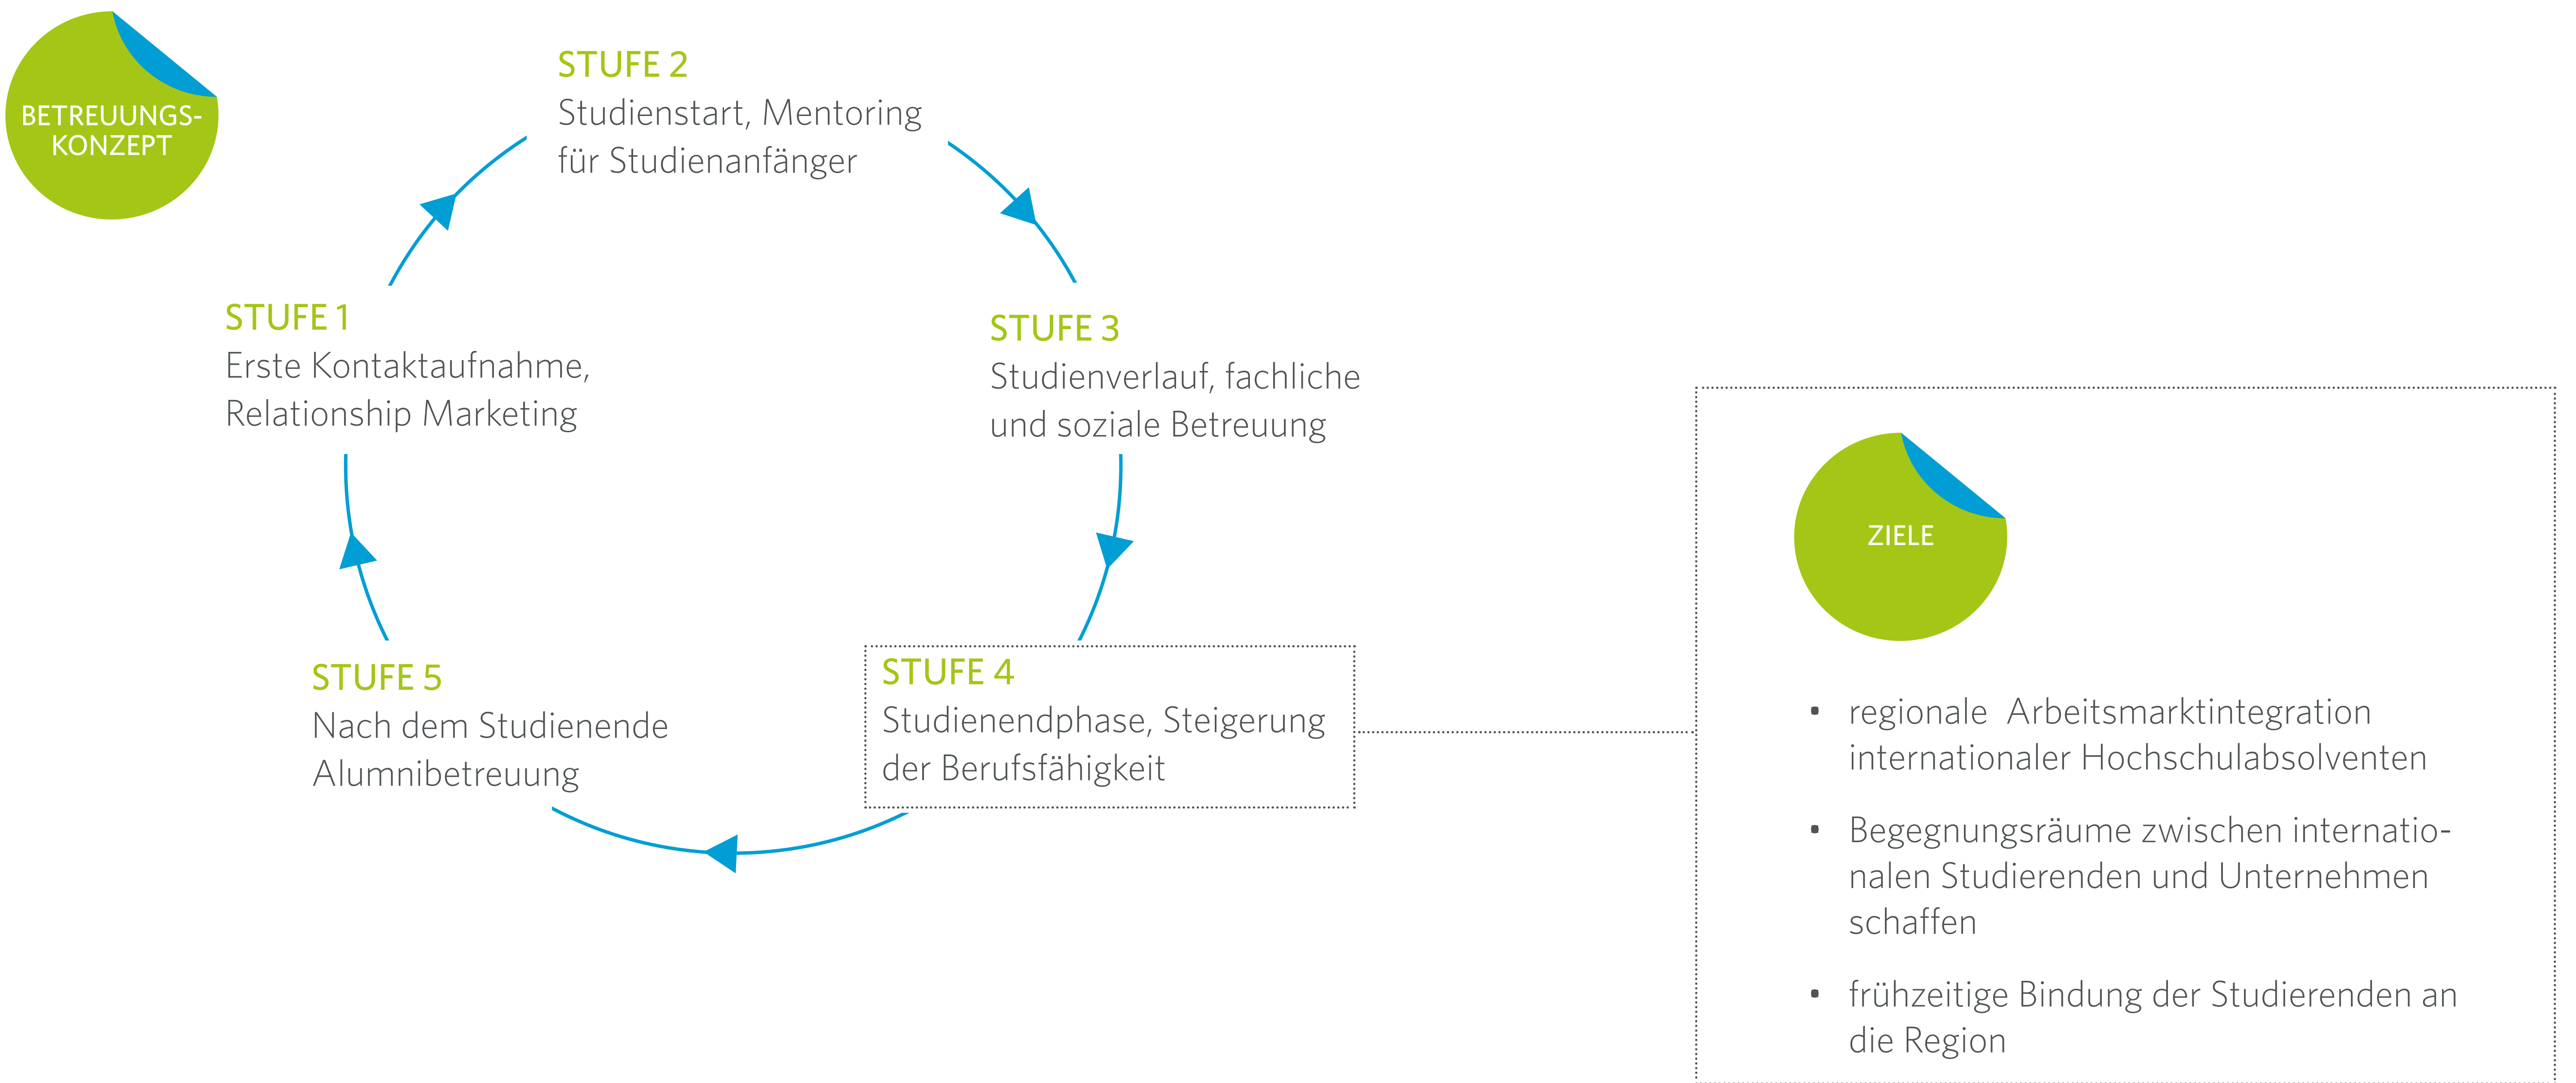 BETREUUNGS-
KONZEPT
STUFE 1
Erste Kontaktaufnahme,
Relationship Marketing
STUFE 2
Studienstart, Mentoring
für Studienanfänger
STUFE 3
Studienverlauf, fachliche
und soziale Betreuung
STUFE 4
Studienendphase, Steigerung
der Berufsfähigkeit
STUFE 5
Nach dem Studienende
Alumnibetreuung
ZIELE
• regionale Arbeitsmarktintegration
internationaler Hochschulabsolventen
• Begegnungsräume zwischen internatio-
nalen Studierenden und Unternehmen
schaffen
• frühzeitige Bindung der Studierenden an
die Region